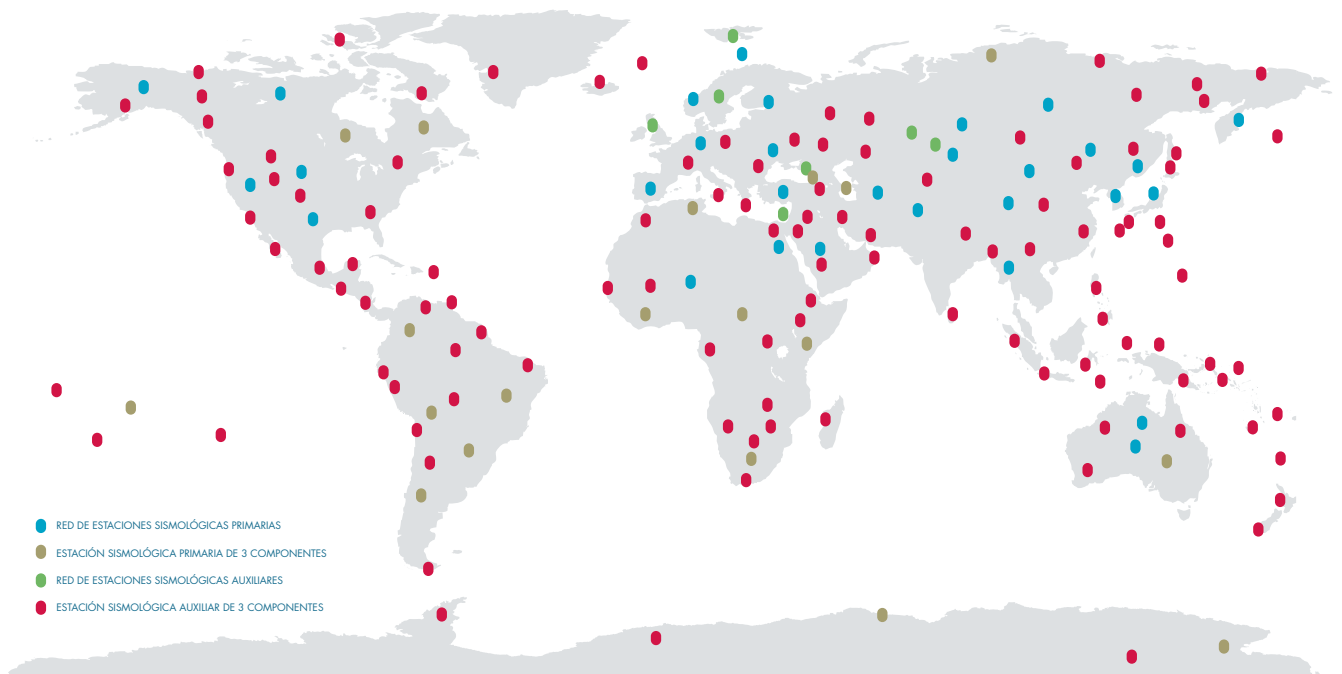 RED DE ESTACIONES SISMOLÓGICAS PRIMARIAS
ESTACIÓN SISMOLÓGICA PRIMARIA DE 3 COMPONENTES
RED DE ESTACIONES SISMOLÓGICAS AUXILIARES
ESTACIÓN SISMOLÓGICA AUXILIAR DE 3 COMPONENTES